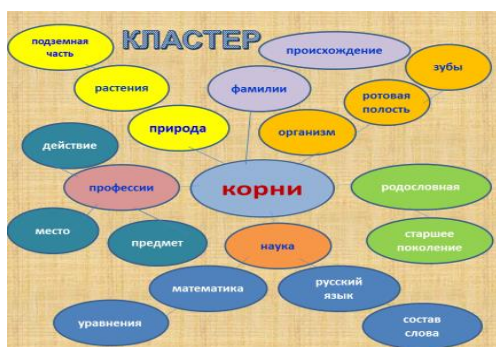 КЛАСТЕР
подземная
часть
происхождение
зубы
растения
фамилии
ротовая
полость
природа
организм
действие
профессии
корни
родословная
место
предмет
наука
старшее
поколение
математика
русский
язык
уравнения
состав
слова